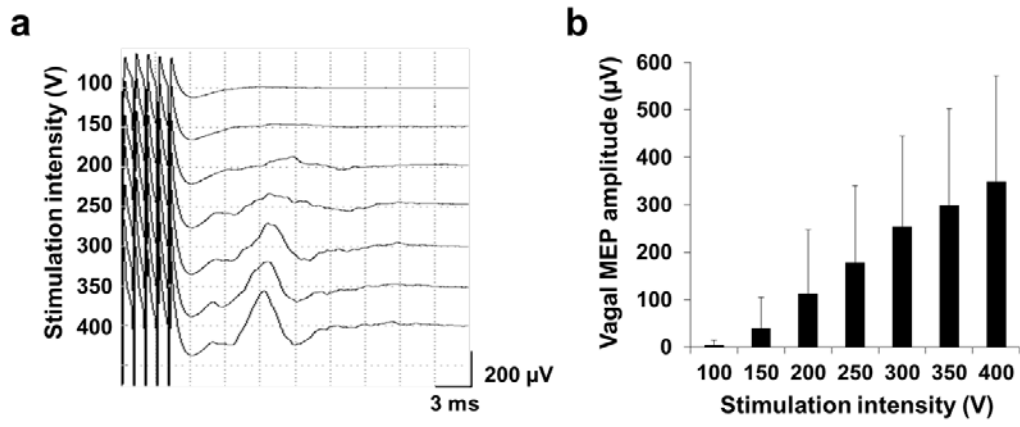 a
Stimulation intensity (V)
100
150
200
250
300
350
400
200 μV
3 ms
b
Vagal MEP amplitude (μV)
600
500
400
300
200
100
0
100 150 200 250 300 350 400
Stimulation intensity (V)